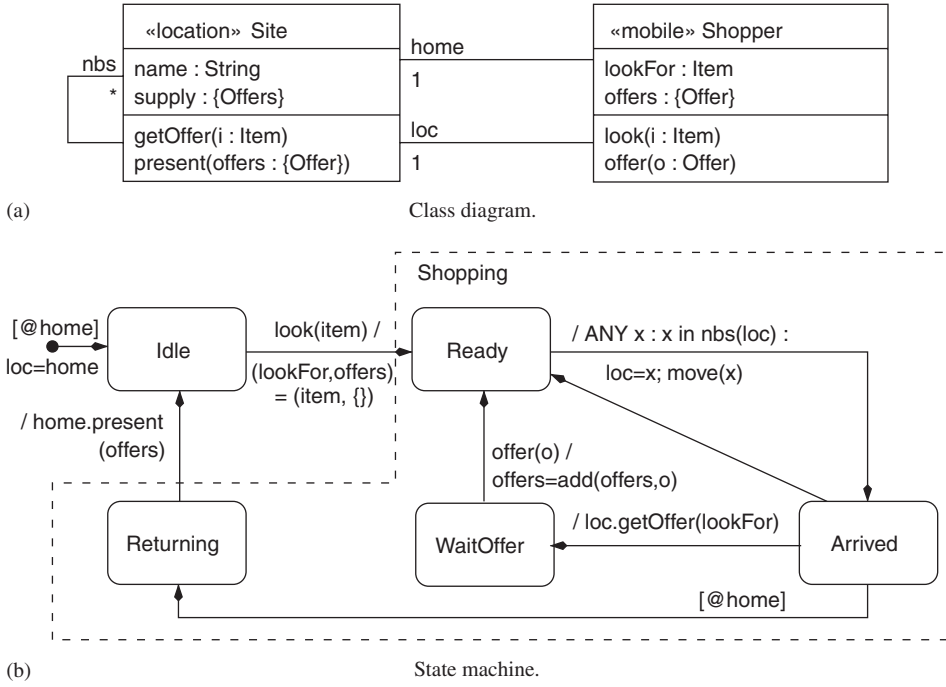 «location» Site
«mobile» Shopper
home
nbs
name : String
lookFor : Item
1
*
supply : {Offers}
offers : {Offer}
loc
getOffer(i : Item)
look(i : Item)
1
present(offers : {Offer})
offer(o : Offer)
(a)
Class diagram.
Shopping
[@home]
loc=home
Idle
look(item) /
(lookFor,offers)
= (item, {})
Ready
/ ANY x : x in nbs(loc) :
loc=x; move(x)
/ home.present
(offers)
offer(o) /
offers=add(offers,o)
Returning
WaitOffer
/ loc.getOffer(lookFor)
Arrived
[@home]
(b)
State machine.